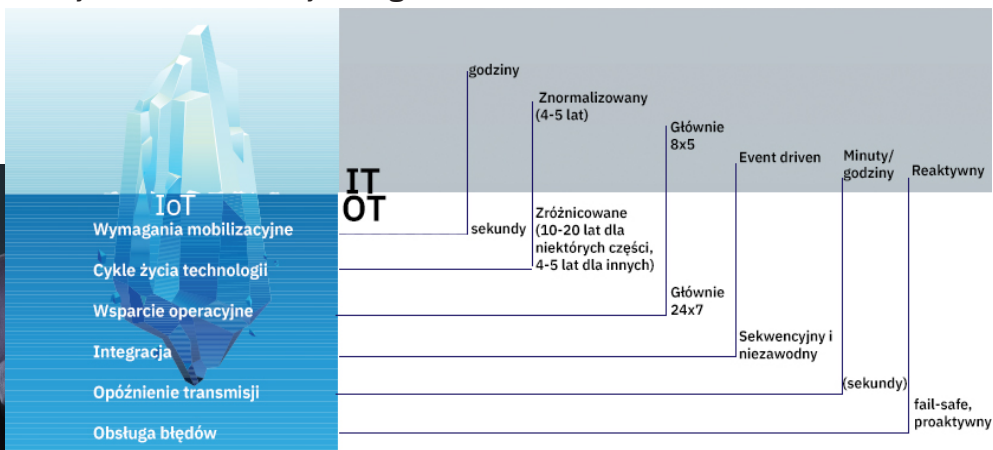 godziny
Znormalizowany
(4-5 lat)
Głównie
8x5
Event driven
Minuty/
godziny
Reaktywny
IT
OT
IoT
Wymagania mobilizacyjne
Cykle życia technologii
Wsparcie operacyjne
Integracja
Opóźnienie transmisji
Obsługa błędów
sekundy
Zróżnicowane
(10-20 lat dla
niektórych części,
4-5 lat dla innych)
Głównie
24x7
Sekwencyjny i
niezawodny
(sekundy)
fail-safe,
proaktywny